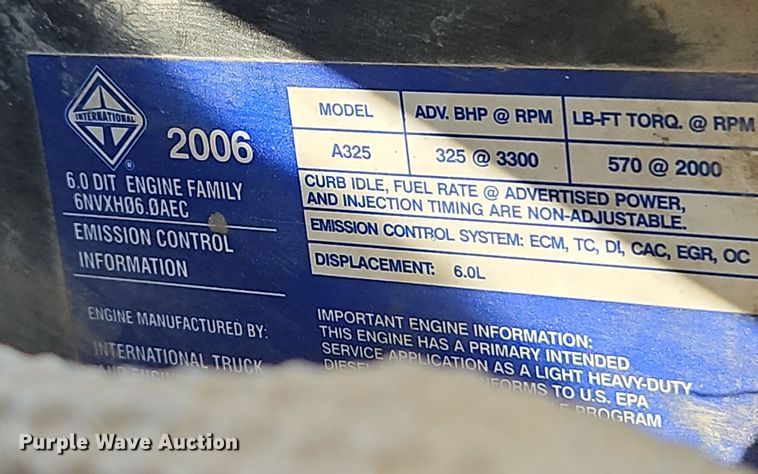 INTERNATIONAL
®
2006
6.0 DIT ENGINE FAMILY
6NVXHØ6.ØAEC
EMISSION CONTROL
INFORMATION
ENGINE MANUFACTURED BY:
INTERNATIONAL TRUCK
MODEL ADV. BHP @ RPM LB-FT TORQ. @ RPM
A325 325 @ 3300 570 @ 2000
CURB IDLE, FUEL RATE @ ADVERTISED POWER,
AND INJECTION TIMING ARE NON-ADJUSTABLE.
EMISSION CONTROL SYSTEM: ECM, TC, DI, CAC, EGR, OC
DISPLACEMENT: 6.0L
IMPORTANT ENGINE INFORMATION:
THIS ENGINE HAS A PRIMARY INTENDED
SERVICE APPLICATION AS A LIGHT HEAVY-DUTY
TO U.S. EPA
PROGRAM
Purple Wave Auction